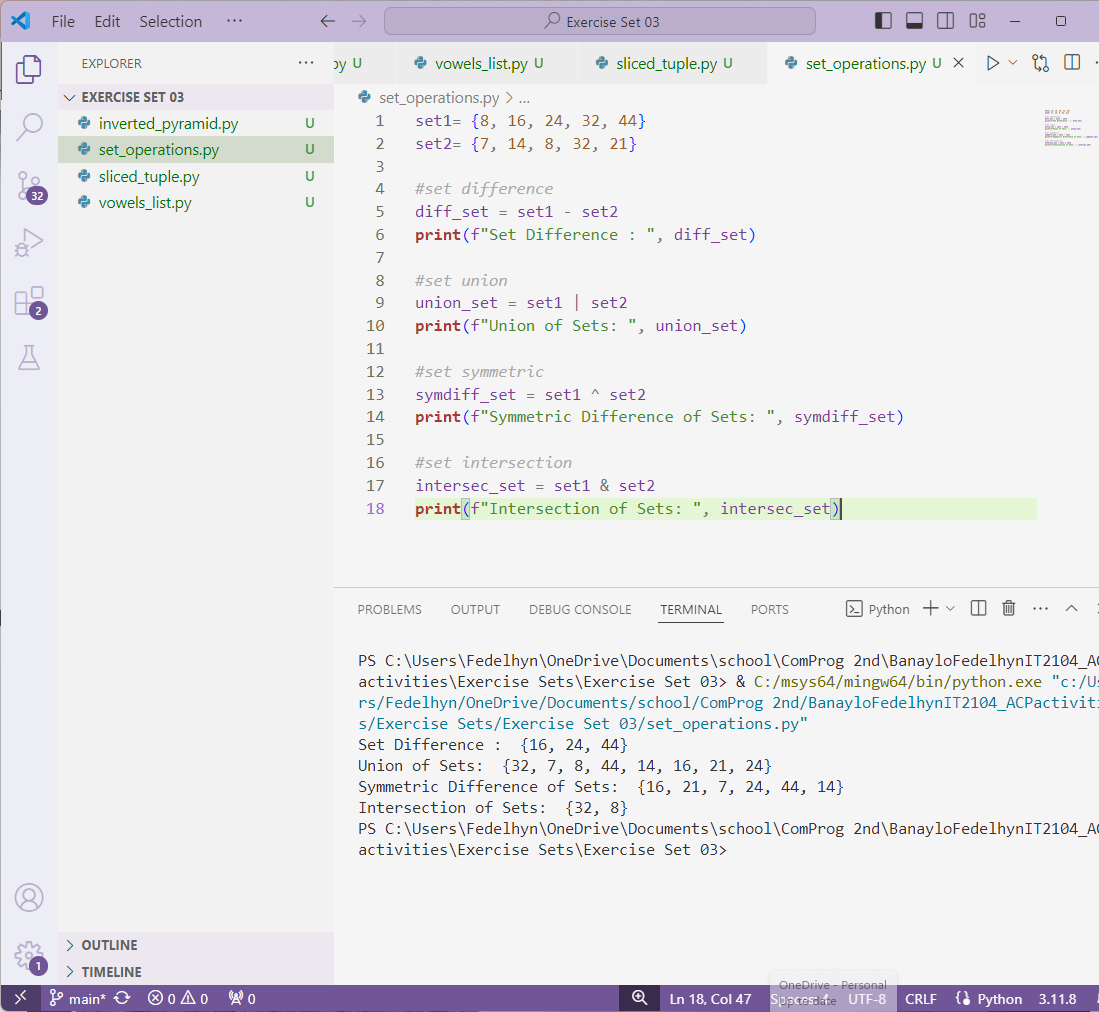 File Edit Selection ··· Exercise Set 03
EXPLORER ···
EXERCISE SET 03
inverted_pyramid.py U
set_operations.py U
sliced_tuple.py U
vowels_list.py U
32
2
OUTLINE
TIMELINE
1
py U vowels_list.py U sliced_tuple.py U set_operations.py U
set_operations.py > ...
1 set1= {8, 16, 24, 32, 44}
2 set2= {7, 14, 8, 32, 21}
3
4 #set difference
5 diff_set = set1 - set2
6 print(f"Set Difference : ", diff_set)
7
8 #set union
9 union_set = set1 | set2
10 print(f"Union of Sets: ", union_set)
11
12 #set symmetric
13 symdiff_set = set1 ^ set2
14 print(f"Symmetric Difference of Sets: ", symdiff_set)
15
16 #set intersection
17 intersec_set = set1 & set2
18 print(f"Intersection of Sets: ", intersec_set)
PROBLEMS OUTPUT DEBUG CONSOLE TERMINAL PORTS Python
PS C:\Users\Fedelhyn\OneDrive\Documents\school\ComProg 2nd\BanayloFedelhynIT2104_AC
activities\Exercise Sets\Exercise Set 03> & C:/msys64/mingw64/bin/python.exe "c:/Us
rs/Fedelhyn/OneDrive/Documents/school/ComProg 2nd/BanayloFedelhynIT2104_ACPactiviti
s/Exercise Sets/Exercise Set 03/set_operations.py"
Set Difference :  {16, 24, 44}
Union of Sets:  {32, 7, 8, 44, 14, 16, 21, 24}
Symmetric Difference of Sets:  {16, 21, 7, 24, 44, 14}
Intersection of Sets:  {32, 8}
PS C:\Users\Fedelhyn\OneDrive\Documents\school\ComProg 2nd\BanayloFedelhynIT2104_AC
activities\Exercise Sets\Exercise Set 03>
OneDrive - Personal
main* 0 0 0 Ln 18, Col 47 Spaces: 4 UTF-8 CRLF Python 3.11.8